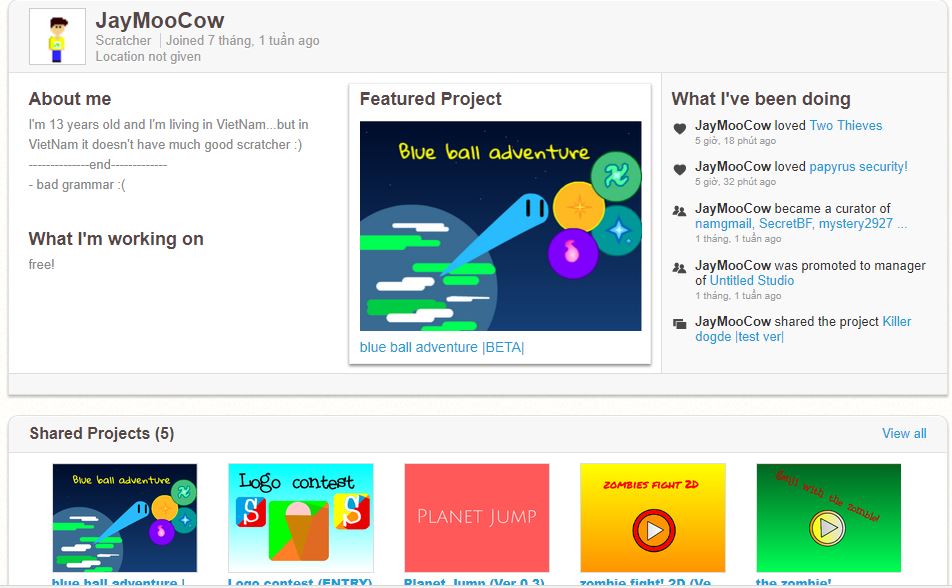 JayMooCow
Scratcher | Joined 7 tháng, 1 tuần ago
Location not given
About me
I'm 13 years old and I'm living in VietNam...but in
VietNam it doesn't have much good scratcher :)
--------------end-------------
- bad grammar :(
What I'm working on
free!
Featured Project
Blue ball adventure
blue ball adventure |BETA|
What I've been doing
JayMooCow loved Two Thieves
5 giờ, 18 phút ago
JayMooCow loved papyrus security!
5 giờ, 32 phút ago
JayMooCow became a curator of
namgmail, SecretBF, mystery2927 ...
1 tháng, 1 tuần ago
JayMooCow was promoted to manager
of Untitled Studio
1 tháng, 1 tuần ago
JayMooCow shared the project Killer
dogde |test ver|
Shared Projects (5)
View all
Blue ball adventure
Logo contest
S
S
PLANET JUMP
ZOMBIES FIGHT 2D
with the zombie!
blue ball adventure |
Logo contest (ENTRY)
Planet Jump (Ver 0.3)
zombie fight! 2D (Ve
the zombie!